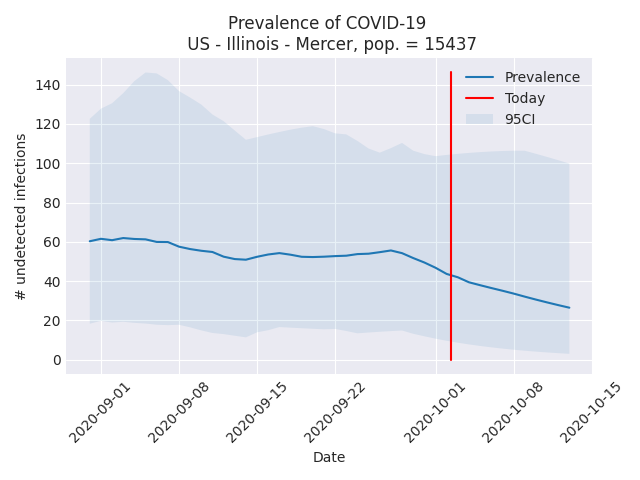 Prevalence of COVID-19
US - Illinois - Mercer, pop. = 15437
Prevalence
Today
95CI
140
120
100
80
60
40
20
0
# undetected infections
2020-09-01
2020-09-08
2020-09-15
2020-09-22
2020-10-01
2020-10-08
2020-10-15
Date